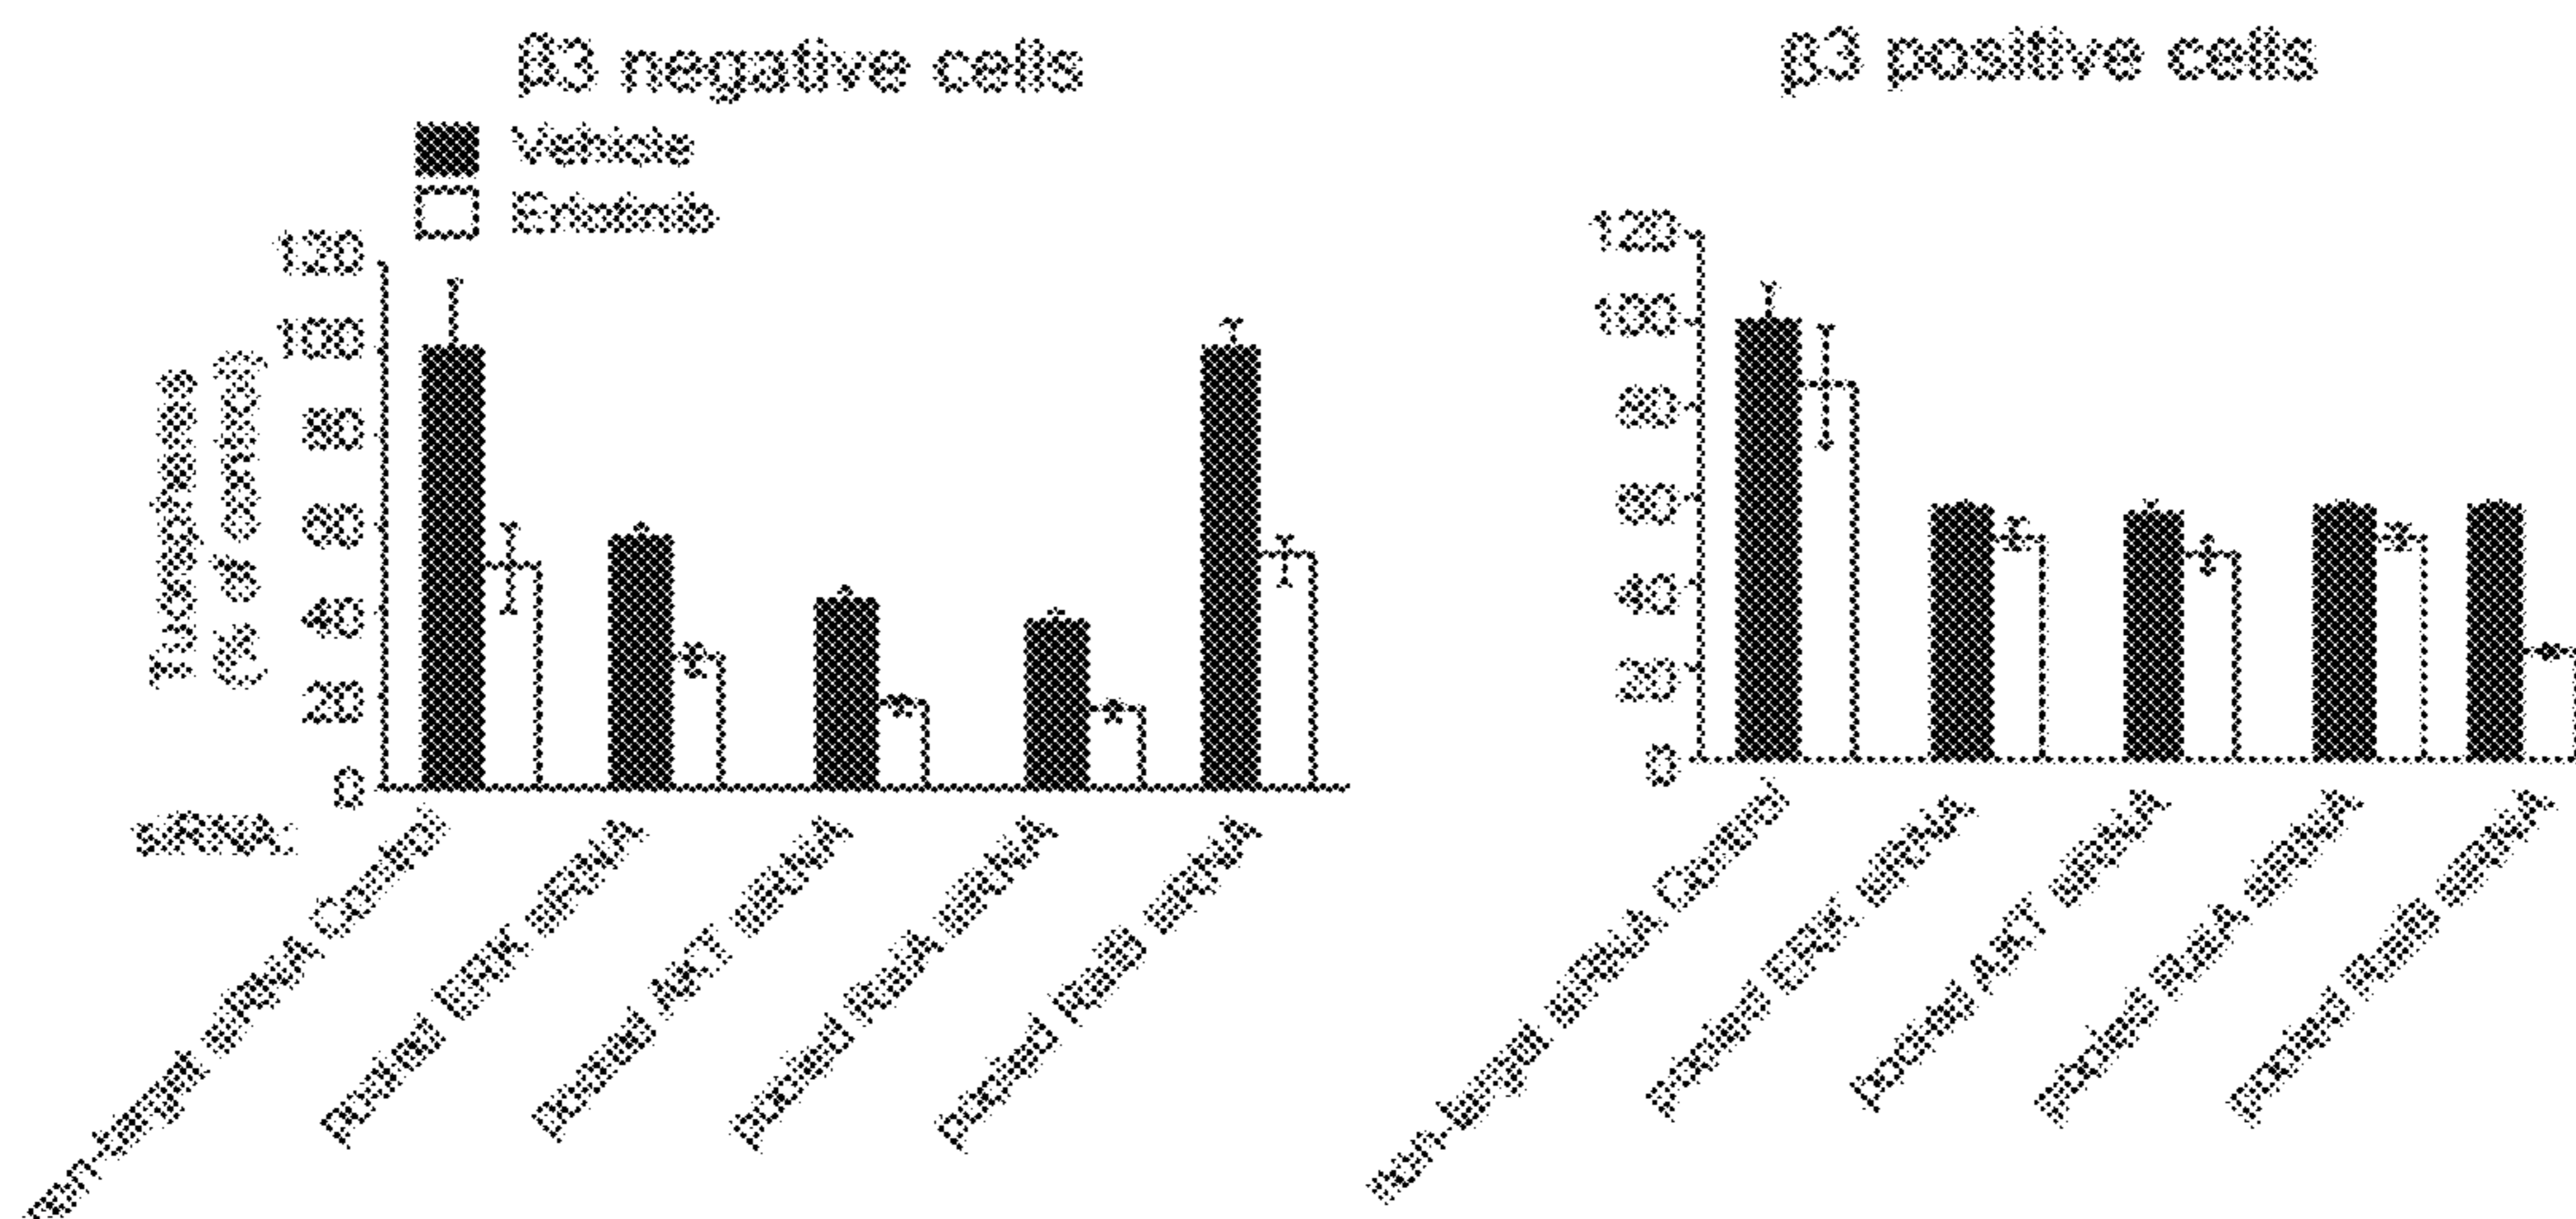 β3 negative cells
Vehicle
Erlotinib
Tumorspheres
(% of control)
120
100
80
60
40
20
0
siRNA:
non-target siRNA Control
pooled ERK siRNA
pooled AKT siRNA
pooled RalA siRNA
pooled RalB siRNA
β3 positive cells
120
100
80
60
40
20
0
non-target siRNA Control
pooled ERK siRNA
pooled AKT siRNA
pooled RalA siRNA
pooled RalB siRNA